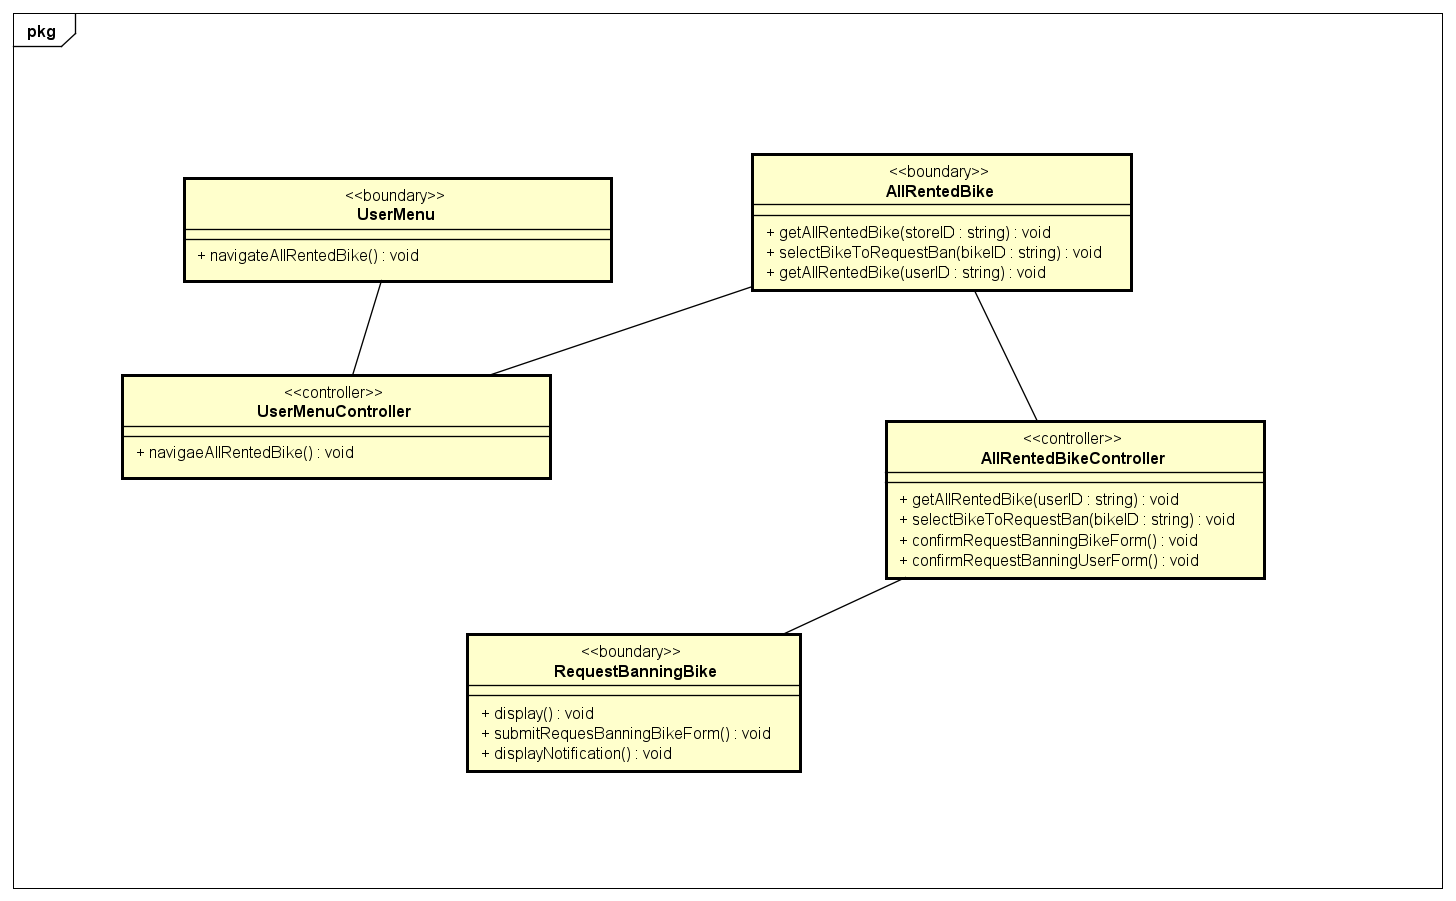 pkg
<<boundary>>
UserMenu
+ navigateAllRentedBike() : void
<<boundary>>
AllRentedBike
+ getAllRentedBike(storeID : string) : void
+ selectBikeToRequestBan(bikeID : string) : void
+ getAllRentedBike(userID : string) : void
<<controller>>
UserMenuController
+ navigaeAllRentedBike() : void
<<controller>>
AllRentedBikeController
+ getAllRentedBike(userID : string) : void
+ selectBikeToRequestBan(bikeID : string) : void
+ confirmRequestBanningBikeForm() : void
+ confirmRequestBanningUserForm() : void
<<boundary>>
RequestBanningBike
+ display() : void
+ submitRequesBanningBikeForm() : void
+ displayNotification() : void